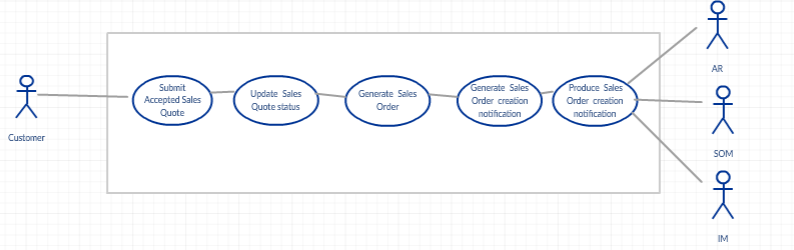 Customer
Submit
Accepted Sales
Quote
Update Sales
Quote status
Generate Sales
Order
Generate Sales
Order creation
notification
Produce Sales
Order creation
notification
AR
SOM
IM